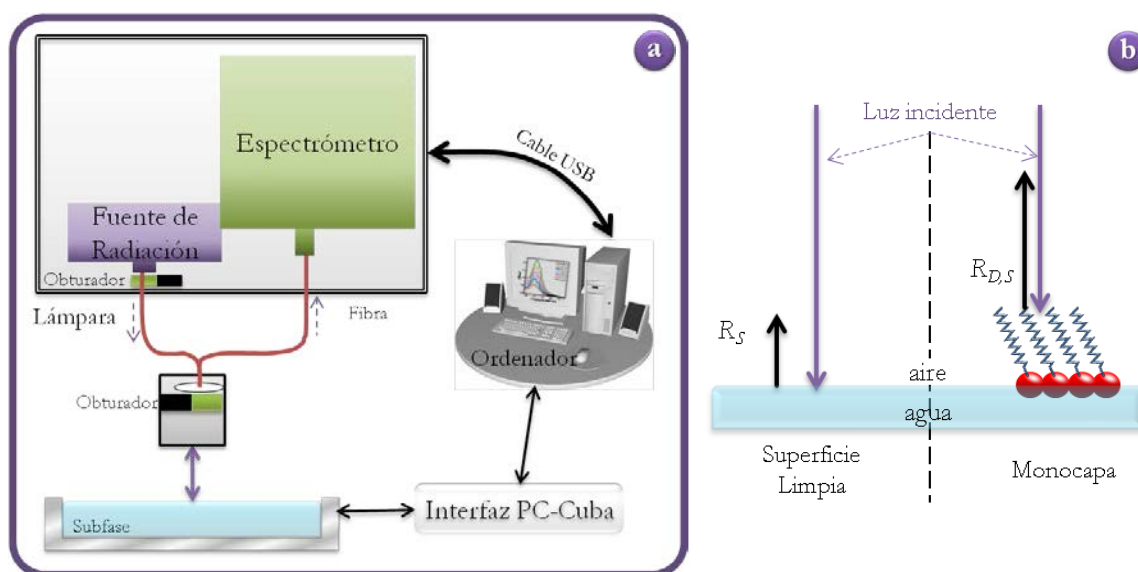 a
Espectrómetro
Cable USB
Fuente de
Radiación
Obturador
Lámpara
Fibra
Ordenador
Obturador
Subfase
Interfaz PC-Cuba
b
Luz incidente
R_S
R_{D,S}
aire
agua
Superficie
Limpia
Monocapa